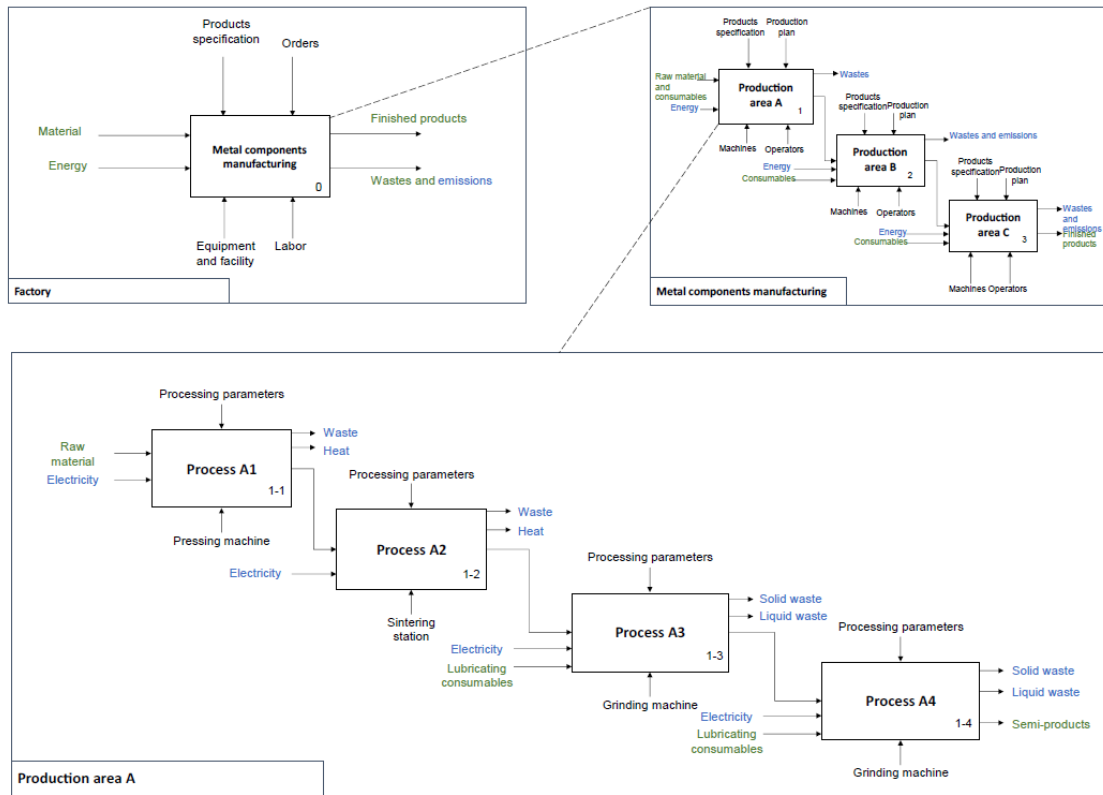 Products
specification
Orders
Material
Energy
Metal components
manufacturing
0
Finished products
Wastes and emissions
Equipment
and facility
Labor
Factory
Products
specification
Production
plan
Raw material
and
consumables
Energy
Production
area A
1
Wastes
Machines
Operators
Products
specification
Production
plan
Energy
Consumables
Production
area B
2
Wastes and emissions
Machines
Operators
Products
specification
Production
plan
Energy
Consumables
Production
area C
3
Wastes
and
emissions
Finished
products
Machines Operators
Metal components manufacturing
Processing parameters
Raw
material
Electricity
Process A1
1-1
Waste
Heat
Pressing machine
Processing parameters
Electricity
Process A2
1-2
Waste
Heat
Sintering
station
Processing parameters
Electricity
Lubricating
consumables
Process A3
1-3
Solid waste
Liquid waste
Grinding machine
Processing parameters
Electricity
Lubricating
consumables
Process A4
1-4
Solid waste
Liquid waste
Semi-products
Grinding machine
Production area A